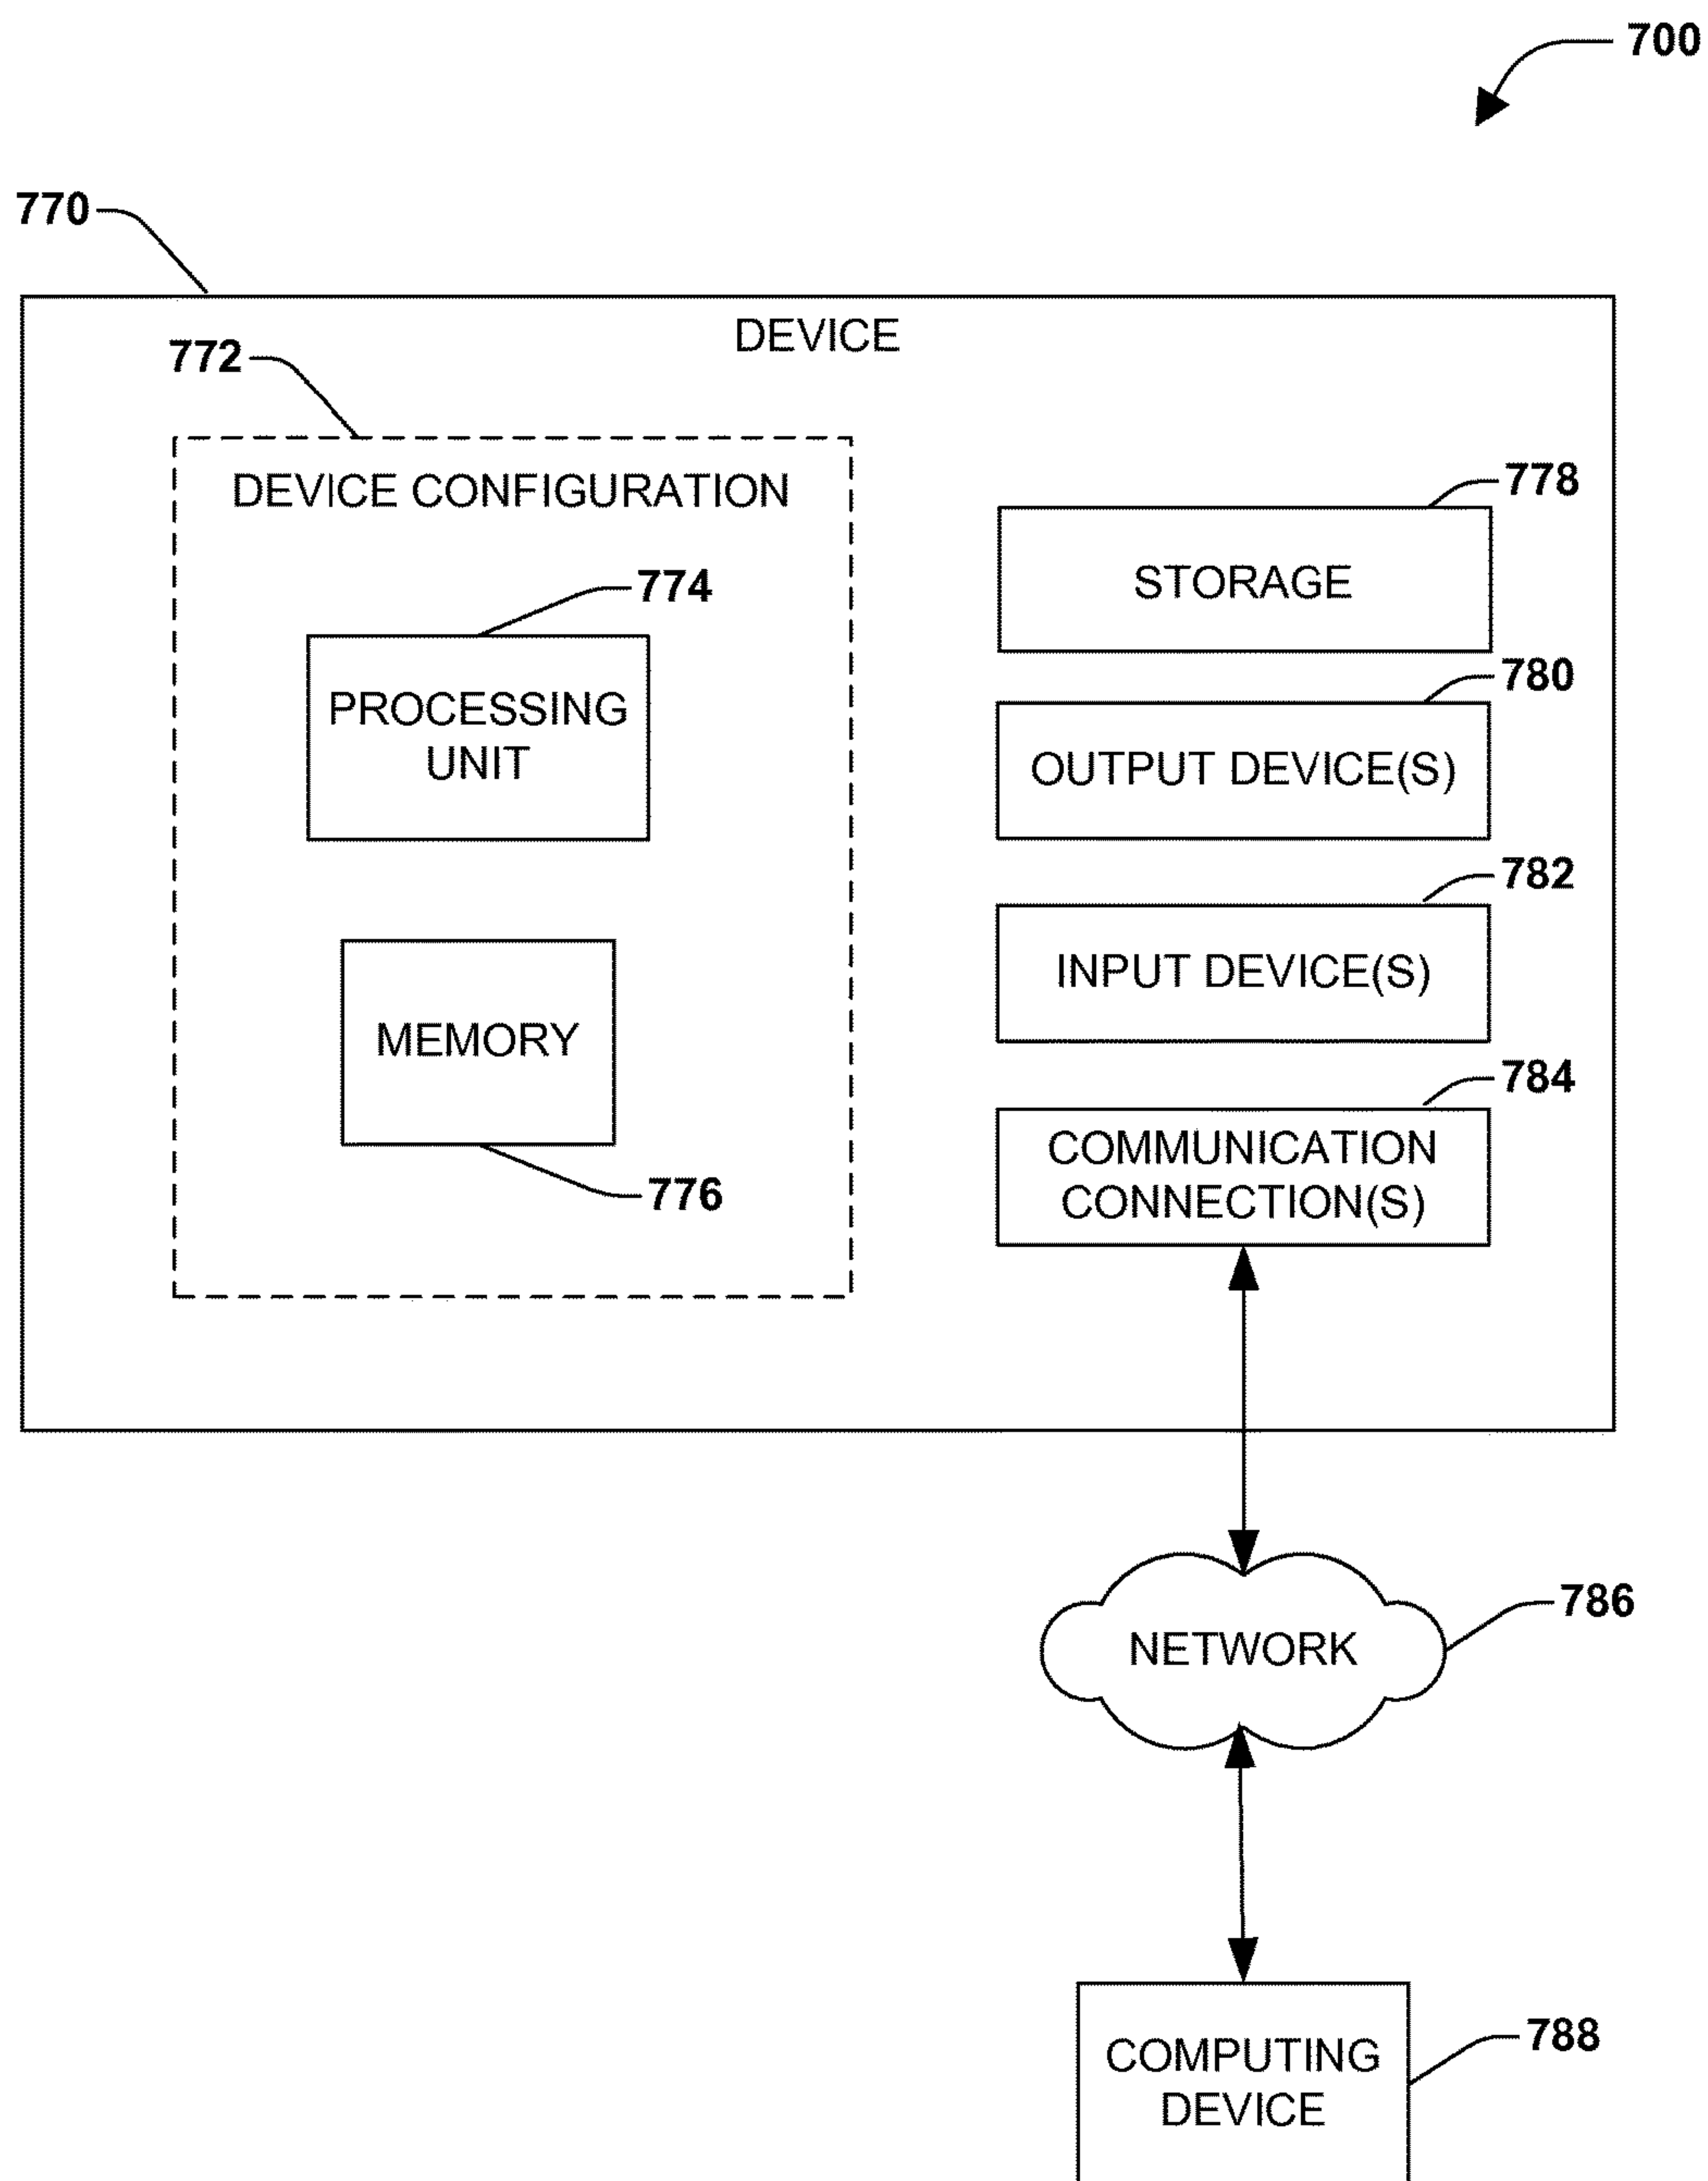 700
770
DEVICE
772
DEVICE CONFIGURATION
778
STORAGE
774
PROCESSING
UNIT
780
OUTPUT DEVICE(S)
782
INPUT DEVICE(S)
MEMORY
776
784
COMMUNICATION
CONNECTION(S)
786
NETWORK
788
COMPUTING
DEVICE